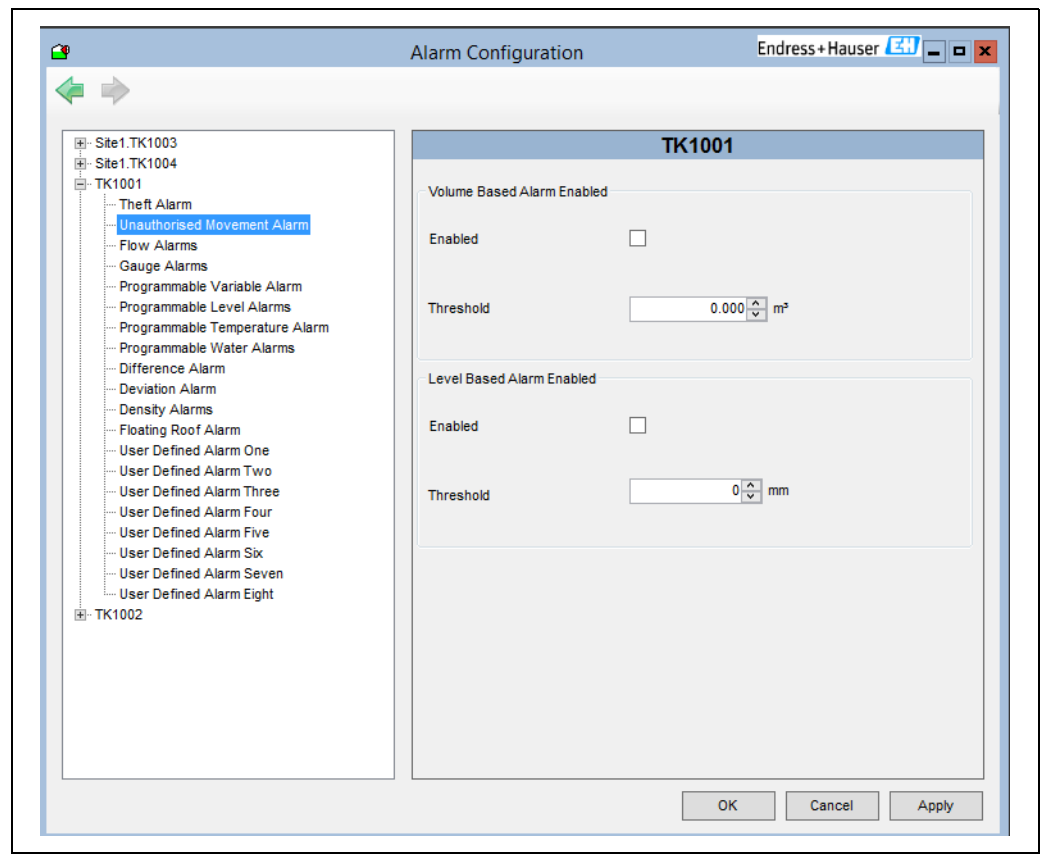 Alarm Configuration
Endress+Hauser EH
Site1.TK1003
Site1.TK1004
TK1001
Theft Alarm
Unauthorised Movement Alarm
Flow Alarms
Gauge Alarms
Programmable Variable Alarm
Programmable Level Alarms
Programmable Temperature Alarm
Programmable Water Alarms
Difference Alarm
Deviation Alarm
Density Alarms
Floating Roof Alarm
User Defined Alarm One
User Defined Alarm Two
User Defined Alarm Three
User Defined Alarm Four
User Defined Alarm Five
User Defined Alarm Six
User Defined Alarm Seven
User Defined Alarm Eight
TK1002
TK1001
Volume Based Alarm Enabled
Enabled
Threshold 0.000 m³
Level Based Alarm Enabled
Enabled
Threshold 0 mm
OK Cancel Apply